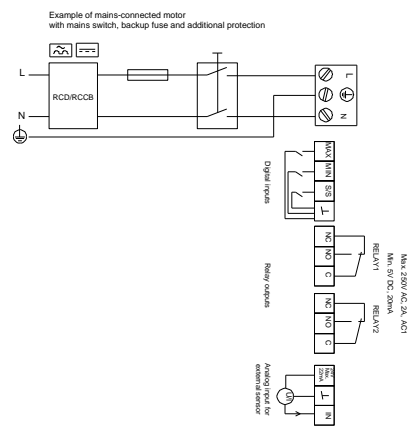 Example of mains-connected motor
with mains switch, backup fuse and additional protection
L
RCD/RCCB
N
L
N
MAX
MIN
S/S
Digital inputs
NC
NO
C
RELAY1
Max. 250V AC, 2A, AC1
Min. 5V DC, 20mA
Relay outputs
NC
NO
C
RELAY2
24V
Max.
22mA
IN
U/I
Analog input for
external sensor